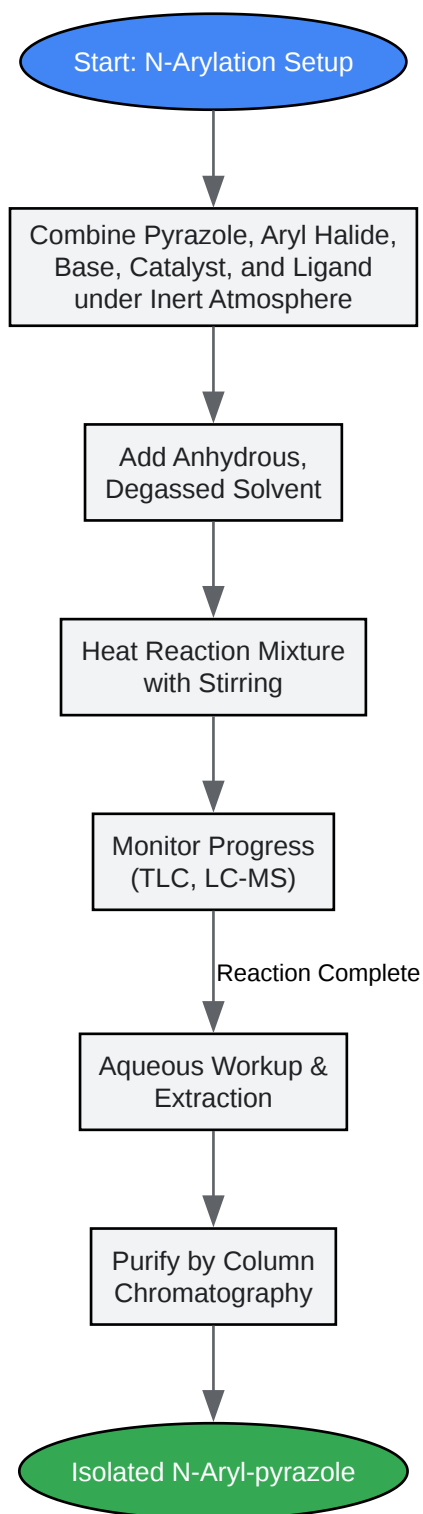 Start: N-Arylation Setup
Combine Pyrazole, Aryl Halide,
Base, Catalyst, and Ligand
under Inert Atmosphere
Add Anhydrous,
Degassed Solvent
Heat Reaction Mixture
with Stirring
Monitor Progress
(TLC, LC-MS)
Reaction Complete
Aqueous Workup &
Extraction
Purify by Column
Chromatography
Isolated N-Aryl-pyrazole